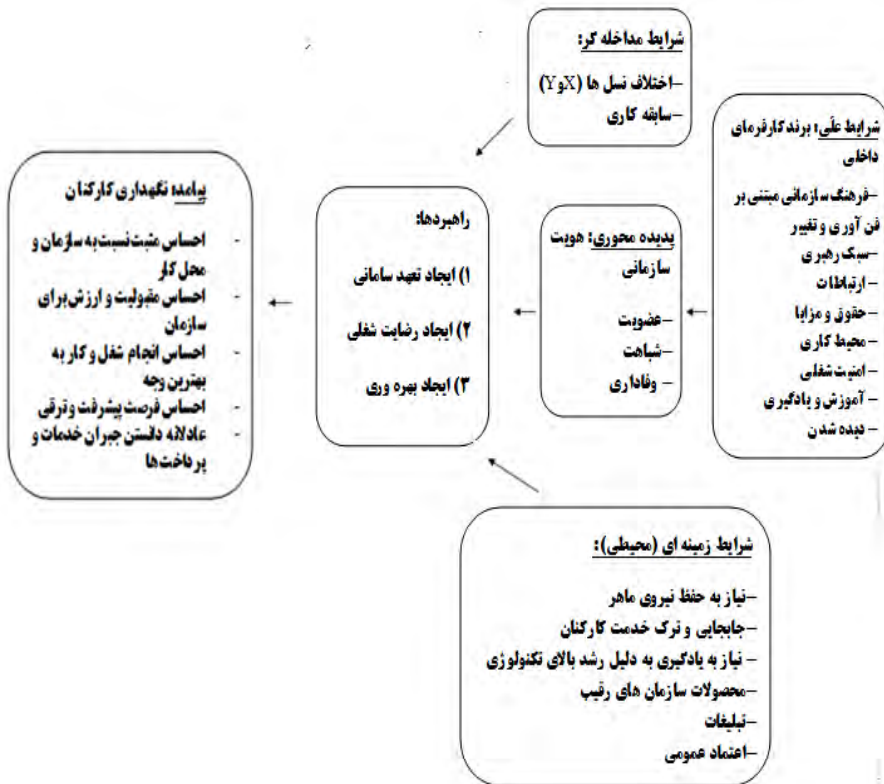 شرایط مداخله گر:
-اختلاف نسل ها (XوY)
-سابقه کاری
شرایط علّی: برند کارفرمای
داخلی
-فرهنگ سازمانی مبتنی بر
فن آوری و تغییر
-سبک رهبری
-ارتباطات
-حقوق و مزایا
-محیط کاری
-امنیت شغلی
-آموزش و یادگیری
-دیده شدن
پدیده محوری: هویت
سازمانی
-عضویت
-شباهت
-وفاداری
راهبردها:
۱) ایجاد تعهد سامانی
۲) ایجاد رضایت شغلی
۳) ایجاد بهره وری
پیامد: نگهداری کارکنان
- احساس مثبت نسبت به سازمان و
محل کار
- احساس مقبولیت و ارزش برای
سازمان
- احساس انجام شغل و کار به
بهترین وجه
- احساس فرصت پیشرفت و ترقی
- عادلانه دانستن جبران خدمات و
پرداخت‌ها
شرایط زمینه ای (محیطی):
-نیاز به حفظ نیروی ماهر
-جابجایی و ترک خدمت کارکنان
-نیاز به یادگیری به دلیل رشد بالای تکنولوژی
-محصولات سازمان های رقیب
-تبلیغات
-اعتماد عمومی